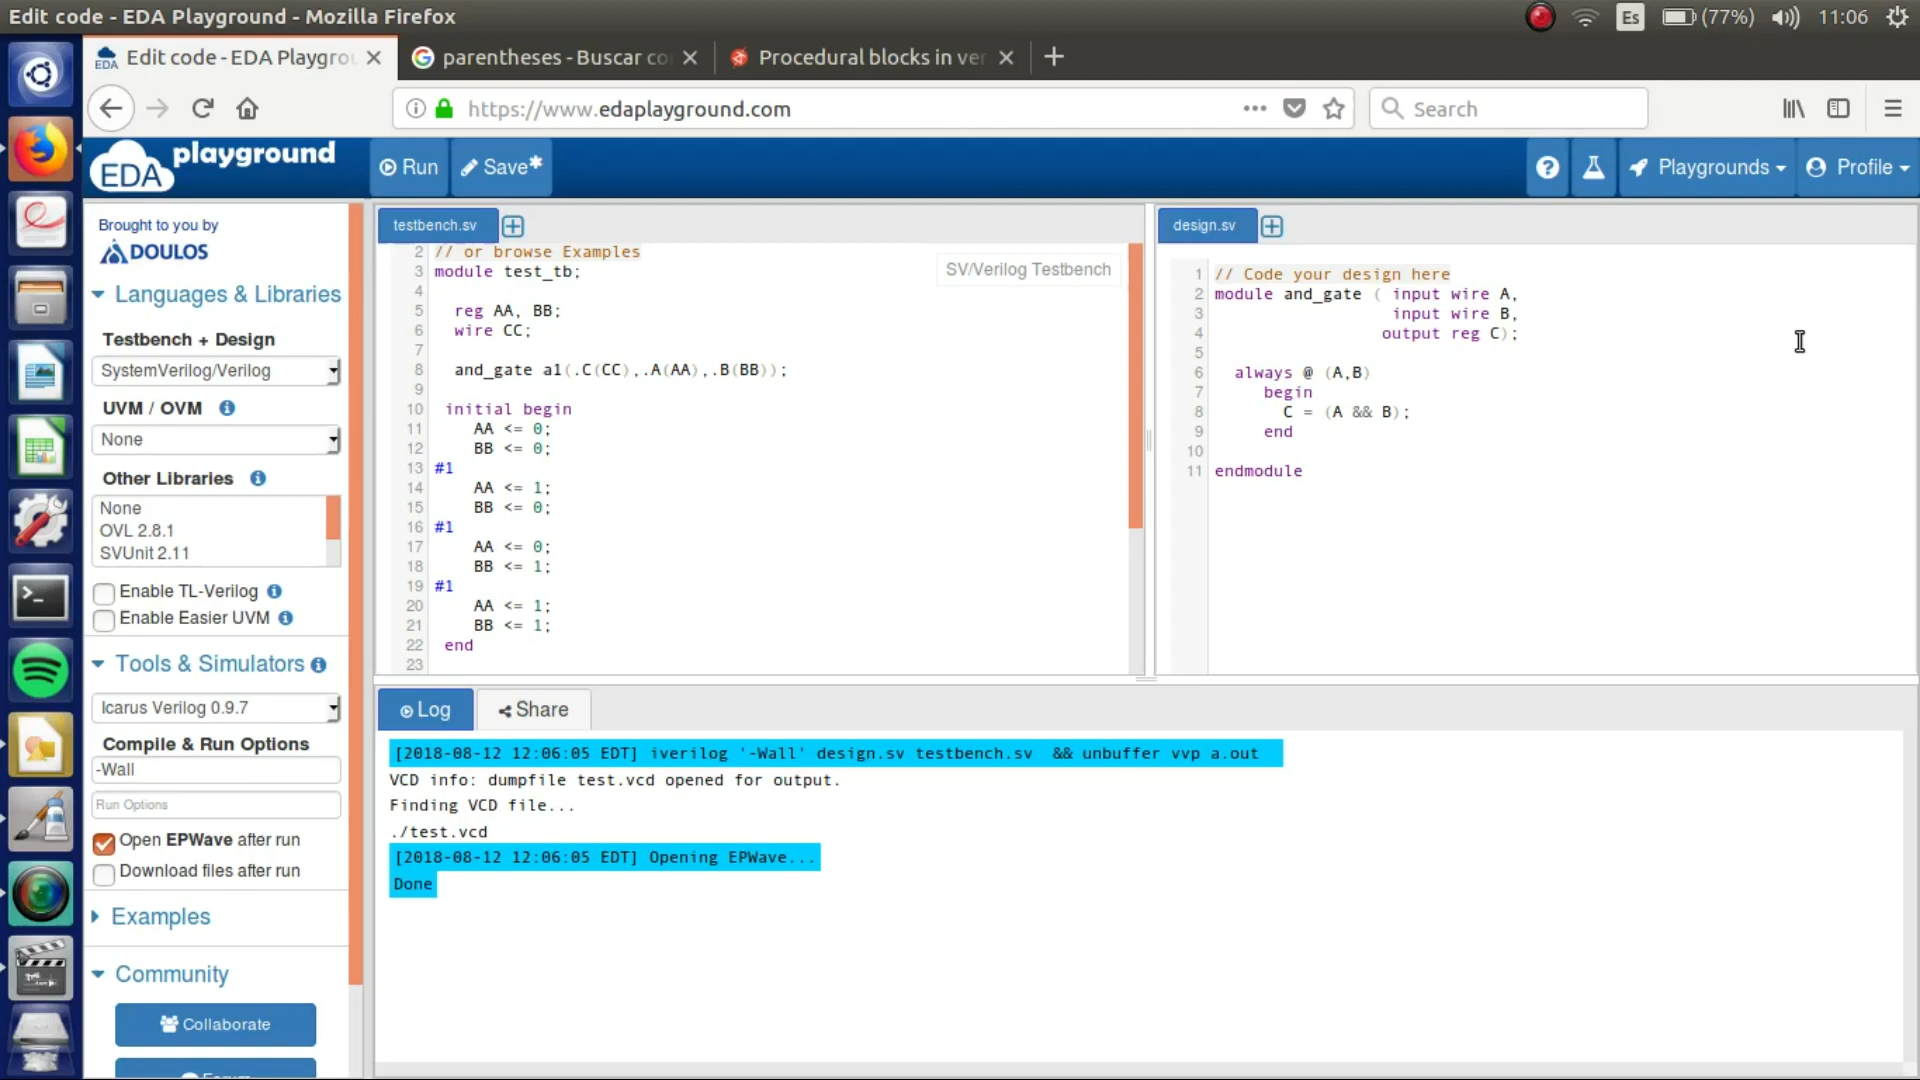 Edit code - EDA Playground - Mozilla Firefox
Es
(77%)
11:06
EDA
Edit code - EDA Playgrou
parentheses - Buscar co
Procedural blocks in ver
https://www.edaplayground.com
Search
EDA playground
Run
Save*
Playgrounds
Profile
Brought to you by
DOULOS
Languages & Libraries
Testbench + Design
SystemVerilog/Verilog
UVM / OVM
None
Other Libraries
None
OVL 2.8.1
SVUnit 2.11
Enable TL-Verilog
Enable Easier UVM
Tools & Simulators
Icarus Verilog 0.9.7
Compile & Run Options
-Wall
Run Options
Open EPWave after run
Download files after run
Examples
Community
Collaborate
testbench.sv
SV/Verilog Testbench
2 // or browse Examples
3 module test_tb;
4
5 reg AA, BB;
6 wire CC;
7
8 and_gate a1(.C(CC),.A(AA),.B(BB));
9
10 initial begin
11 AA <= 0;
12 BB <= 0;
13 #1
14 AA <= 1;
15 BB <= 0;
16 #1
17 AA <= 0;
18 BB <= 1;
19 #1
20 AA <= 1;
21 BB <= 1;
22 end
23
design.sv
1 // Code your design here
2 module and_gate ( input wire A,
3 input wire B,
4 output reg C);
5
6 always @ (A,B)
7 begin
8 C = (A && B);
9 end
10
11 endmodule
Log
Share
[2018-08-12 12:06:05 EDT] iverilog '-Wall' design.sv testbench.sv && unbuffer vvp a.out
VCD info: dumpfile test.vcd opened for output.
Finding VCD file...
./test.vcd
[2018-08-12 12:06:05 EDT] Opening EPWave...
Done